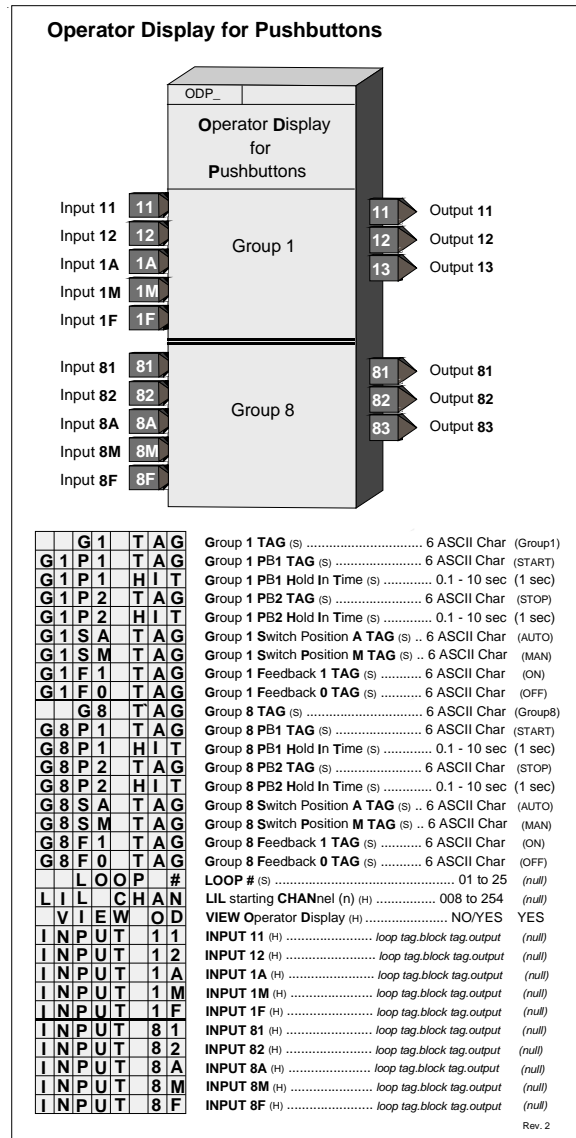 Operator Display for Pushbuttons
ODP_
Operator Display
for
Pushbuttons
Input 11 11
Input 12 12
Input 1A 1A
Input 1M 1M
Input 1F 1F
Group 1
11 Output 11
12 Output 12
13 Output 13
Input 81 81
Input 82 82
Input 8A 8A
Input 8M 8M
Input 8F 8F
Group 8
81 Output 81
82 Output 82
83 Output 83
G1 TAG Group 1 TAG (S) ................................ 6 ASCII Char (Group1)
G1P1 TAG Group 1 PB1 TAG (S) ........................ 6 ASCII Char (START)
G1P1 HIT Group 1 PB1 Hold In Time (S) ............. 0.1 - 10 sec (1 sec)
G1P2 TAG Group 1 PB2 TAG (S) ........................ 6 ASCII Char (STOP)
G1P2 HIT Group 1 PB2 Hold In Time (S) ............. 0.1 - 10 sec (1 sec)
G1SA TAG Group 1 Switch Position A TAG (S) .. 6 ASCII Char (AUTO)
G1SM TAG Group 1 Switch Position M TAG (S) .. 6 ASCII Char (MAN)
G1F1 TAG Group 1 Feedback 1 TAG (S) ........... 6 ASCII Char (ON)
G1F0 TAG Group 1 Feedback 0 TAG (S) ........... 6 ASCII Char (OFF)
G8 T`AG Group 8 TAG (S) ................................ 6 ASCII Char (Group8)
G8P1 TAG Group 8 PB1 TAG (S) ........................ 6 ASCII Char (START)
G8P1 HIT Group 8 PB1 Hold In Time (S) ............. 0.1 - 10 sec (1 sec)
G8P2 TAG Group 8 PB2 TAG (S) ........................ 6 ASCII Char (STOP)
G8P2 HIT Group 8 PB2 Hold In Time (S) ............. 0.1 - 10 sec (1 sec)
G8SA TAG Group 8 Switch Position A TAG (S) .. 6 ASCII Char (AUTO)
G8SM TAG Group 8 Switch Position M TAG (S) .. 6 ASCII Char (MAN)
G8F1 TAG Group 8 Feedback 1 TAG (S) ........... 6 ASCII Char (ON)
G8F0 TAG Group 8 Feedback 0 TAG (S) ........... 6 ASCII Char (OFF)
LOOP # LOOP # (S) .................................................. 01 to 25 (null)
LIL CHAN LIL starting CHANnel (n) (H) ................ 008 to 254 (null)
VIEW OD VIEW Operator Display (H) .................... NO/YES YES
INPUT 11 INPUT 11 (H) ....................... loop tag.block tag.output (null)
INPUT 12 INPUT 12 (H) ....................... loop tag.block tag.output (null)
INPUT 1A INPUT 1A (H) ....................... loop tag.block tag.output (null)
INPUT 1M INPUT 1M (H) ....................... loop tag.block tag.output (null)
INPUT 1F INPUT 1F (H) ....................... loop tag.block tag.output (null)
INPUT 81 INPUT 81 (H) ....................... loop tag.block tag.output (null)
INPUT 82 INPUT 82 (H) ....................... loop tag.block tag.output (null)
INPUT 8A INPUT 8A (H) ....................... loop tag.block tag.output (null)
INPUT 8M INPUT 8M (H) ....................... loop tag.block tag.output (null)
INPUT 8F INPUT 8F (H) ....................... loop tag.block tag.output (null)
Rev. 2